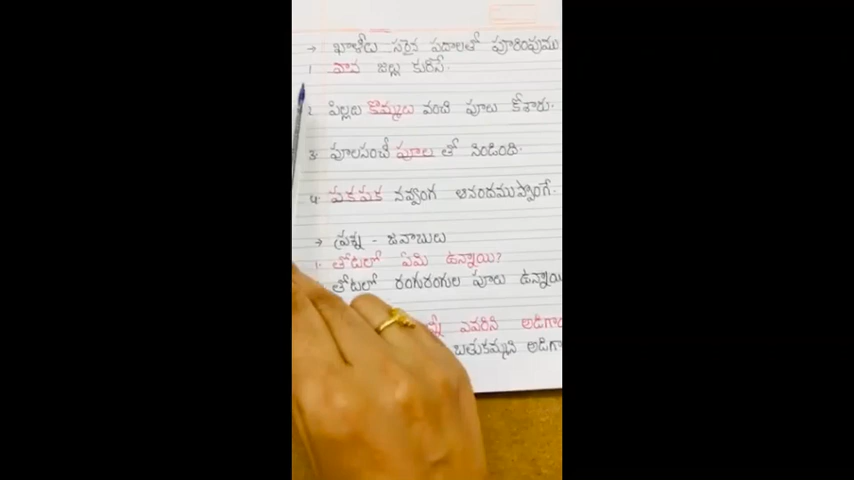 → ఖాళీలు సరైన పదాలతో పూరింపుము
1 వాన జల్లు కురిసే.
2 పిల్లలు కొమ్మలు వంచి పూలు కోశారు.
3. పూలసంచీ పూల తో నిండింది.
4. పకపక నవ్వంగ ఆనందముప్పొంగే.
→ ప్రశ్న - జవాబులు
1. తోటలో ఏమి ఉన్నాయి?
తోటలో రంగురంగుల పూలు ఉన్నాయి
ఎవరిని అడిగా
బతుకమ్మని అడిగా